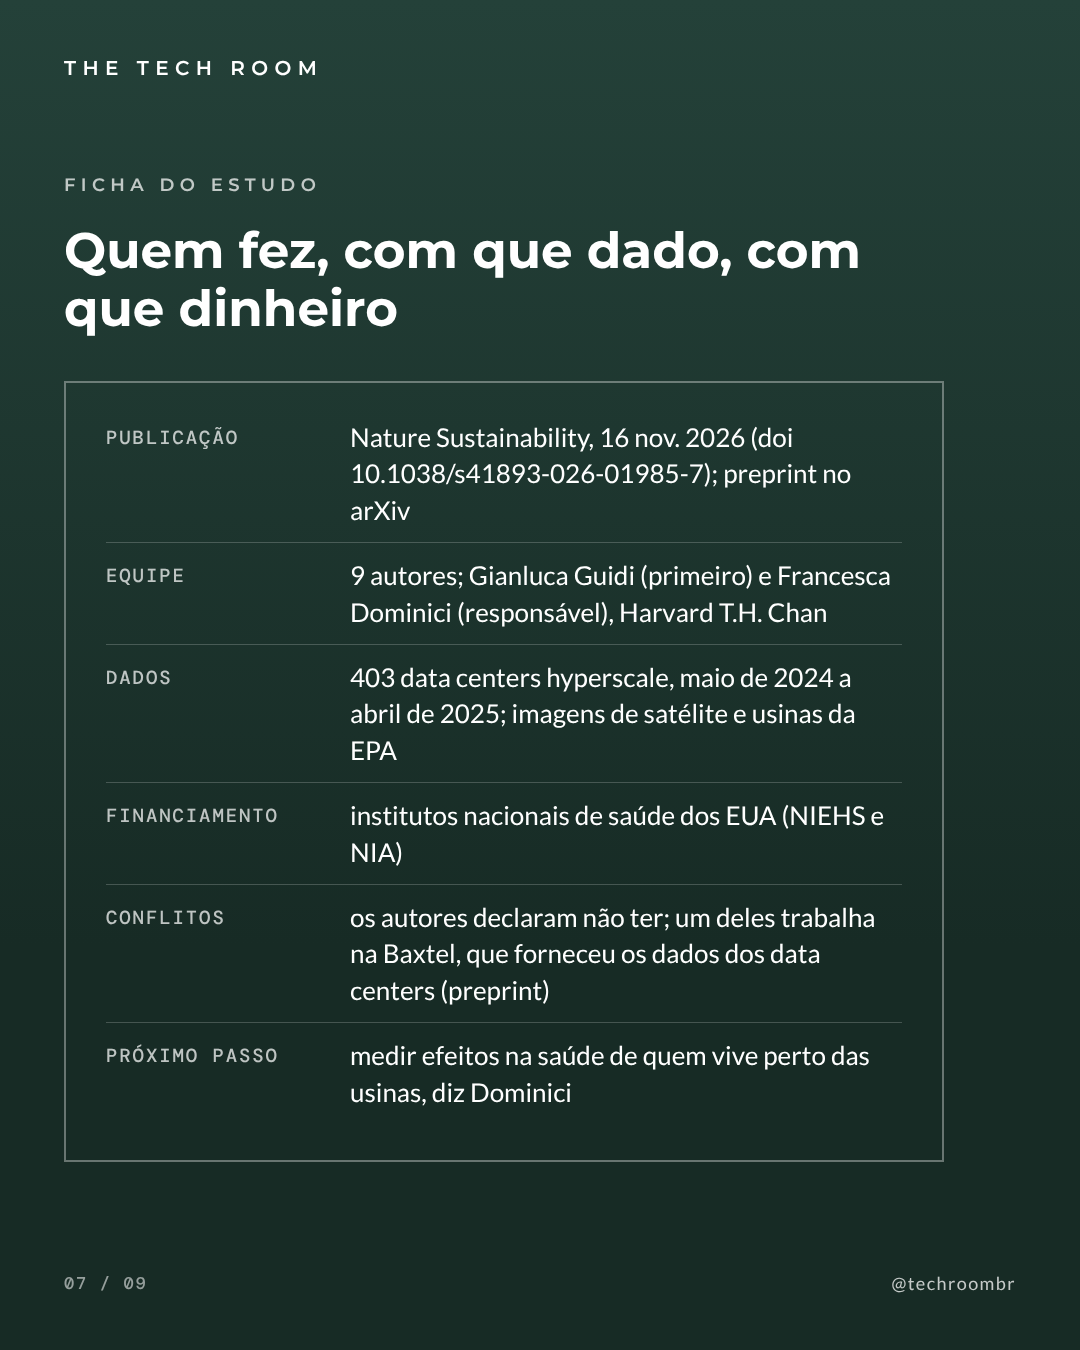 THE TECH ROOM
FICHA DO ESTUDO
Quem fez, com que dado, com
que dinheiro
PUBLICAÇÃO
Nature Sustainability, 16 nov. 2026 (doi
10.1038/s41893-026-01985-7); preprint no
arXiv
EQUIPE
9 autores; Gianluca Guidi (primeiro) e Francesca
Dominici (responsável), Harvard T.H. Chan
DADOS
403 data centers hyperscale, maio de 2024 a
abril de 2025; imagens de satélite e usinas da
EPA
FINANCIAMENTO
institutos nacionais de saúde dos EUA (NIEHS e
NIA)
CONFLITOS
os autores declaram não ter; um deles trabalha
na Baxtel, que forneceu os dados dos data
centers (preprint)
PRÓXIMO PASSO
medir efeitos na saúde de quem vive perto das
usinas, diz Dominici
07 / 09
@techroombr